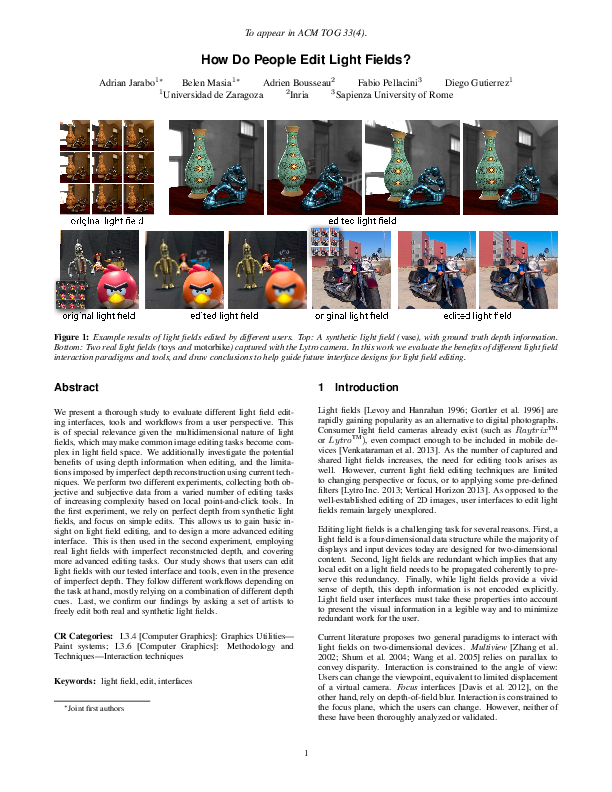 To appear in ACM TOG 33(4).
How Do People Edit Light Fields?
Adrian Jarabo1* Belen Masia1* Adrien Bousseau2 Fabio Pellacini3 Diego Gutierrez1
1Universidad de Zaragoza 2Inria 3Sapienza University of Rome
original light field edited light field
original light field edited light field original light field edited light field
Figure 1: Example results of light fields edited by different users. Top: A synthetic light field (vase), with ground truth depth information.
Bottom: Two real light fields (toys and motorbike) captured with the Lytro camera. In this work we evaluate the benefits of different light field
interaction paradigms and tools, and draw conclusions to help guide future interface designs for light field editing.
Abstract
We present a thorough study to evaluate different light field edit-
ing interfaces, tools and workflows from a user perspective. This
is of special relevance given the multidimensional nature of light
fields, which may make common image editing tasks become com-
plex in light field space. We additionally investigate the potential
benefits of using depth information when editing, and the limita-
tions imposed by imperfect depth reconstruction using current tech-
niques. We perform two different experiments, collecting both ob-
jective and subjective data from a varied number of editing tasks
of increasing complexity based on local point-and-click tools. In
the first experiment, we rely on perfect depth from synthetic light
fields, and focus on simple edits. This allows us to gain basic in-
sight on light field editing, and to design a more advanced editing
interface. This is then used in the second experiment, employing
real light fields with imperfect reconstructed depth, and covering
more advanced editing tasks. Our study shows that users can edit
light fields with our tested interface and tools, even in the presence
of imperfect depth. They follow different workflows depending on
the task at hand, mostly relying on a combination of different depth
cues. Last, we confirm our findings by asking a set of artists to
freely edit both real and synthetic light fields.
CR Categories: I.3.4 [Computer Graphics]: Graphics Utilities—
Paint systems; I.3.6 [Computer Graphics]: Methodology and
Techniques—Interaction techniques
Keywords: light field, edit, interfaces
*Joint first authors
1 Introduction
Light fields [Levoy and Hanrahan 1996; Gortler et al. 1996] are
rapidly gaining popularity as an alternative to digital photographs.
Consumer light field cameras already exist (such as Raytrix™
or Lytro™), even compact enough to be included in mobile de-
vices [Venkataraman et al. 2013]. As the number of captured and
shared light fields increases, the need for editing tools arises as
well. However, current light field editing techniques are limited
to changing perspective or focus, or to applying some pre-defined
filters [Lytro Inc. 2013; Vertical Horizon 2013]. As opposed to the
well-established editing of 2D images, user interfaces to edit light
fields remain largely unexplored.
Editing light fields is a challenging task for several reasons. First, a
light field is a four-dimensional data structure while the majority of
displays and input devices today are designed for two-dimensional
content. Second, light fields are redundant which implies that any
local edit on a light field needs to be propagated coherently to pre-
serve this redundancy. Finally, while light fields provide a vivid
sense of depth, this depth information is not encoded explicitly.
Light field user interfaces must take these properties into account
to present the visual information in a legible way and to minimize
redundant work for the user.
Current literature proposes two general paradigms to interact with
light fields on two-dimensional devices. Multiview [Zhang et al.
2002; Shum et al. 2004; Wang et al. 2005] relies on parallax to
convey disparity. Interaction is constrained to the angle of view:
Users can change the viewpoint, equivalent to limited displacement
of a virtual camera. Focus interfaces [Davis et al. 2012], on the
other hand, rely on depth-of-field blur. Interaction is constrained to
the focus plane, which the users can change. However, neither of
these have been thoroughly analyzed or validated.
1